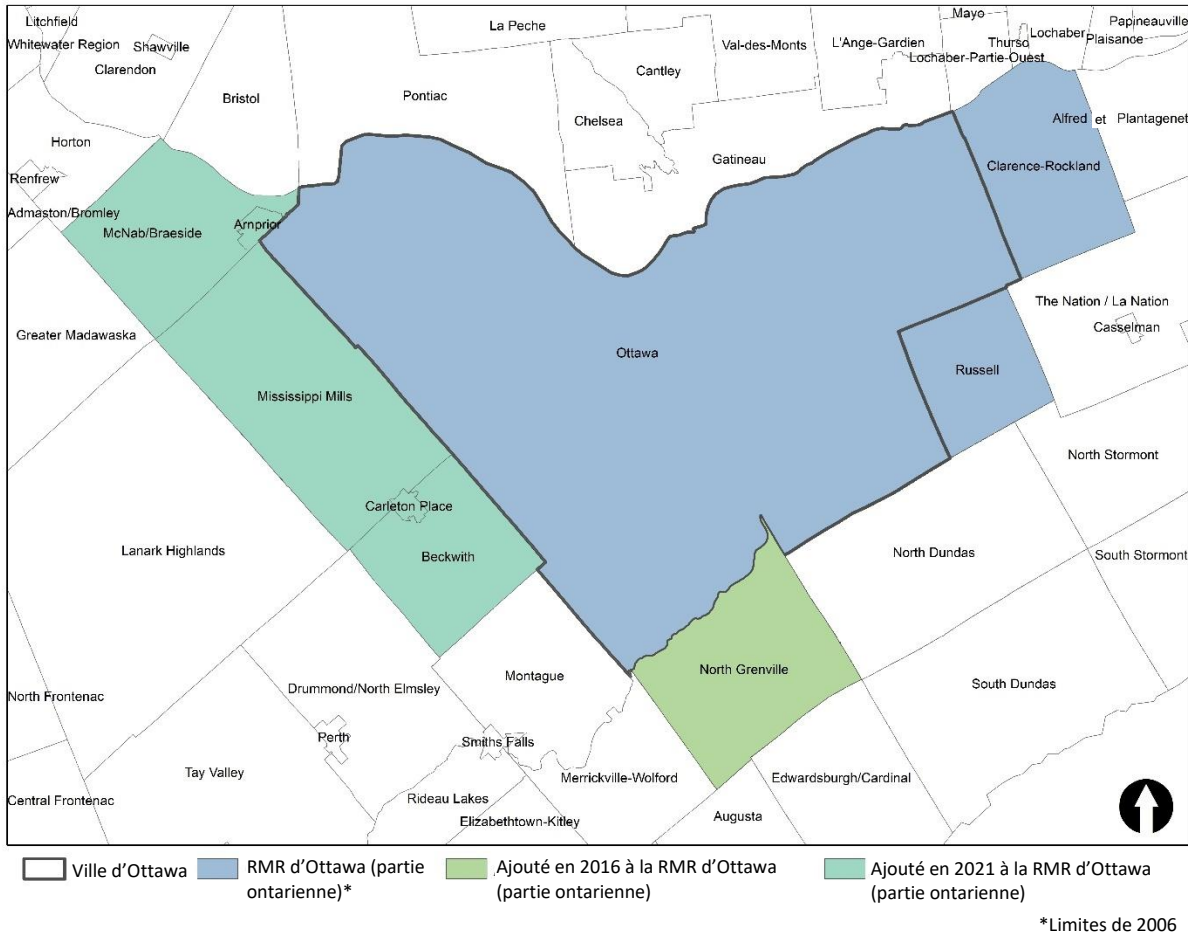 Litchfield
Whitewater Region
Shawville
Clarendon
Bristol
Pontiac
La Peche
Cantley
Chelsea
Val-des-Monts
L'Ange-Gardien
Mayo
Lochaber-Partie-Ouest
Thurso
Lochaber
Papineauville
Plaisance
Gatineau
Horton
Renfrew
Admaston/Bromley
McNab/Braeside
Arnprior
Alfred et Plantagenet
Clarence-Rockland
The Nation / La Nation
Casselman
Greater Madawaska
Ottawa
Russell
Mississippi Mills
North Stormont
Carleton Place
Beckwith
Lanark Highlands
North Dundas
South Stormont
North Grenville
Montague
South Dundas
North Frontenac
Drummond/North Elmsley
Perth
Smiths Falls
Tay Valley
Merrickville-Wolford
Edwardsburgh/Cardinal
Central Frontenac
Rideau Lakes
Elizabethtown-Kitley
Augusta
Ville d'Ottawa
RMR d'Ottawa (partie
ontarienne)*
Ajouté en 2016 à la RMR d'Ottawa
(partie ontarienne)
Ajouté en 2021 à la RMR d'Ottawa
(partie ontarienne)
*Limites de 2006